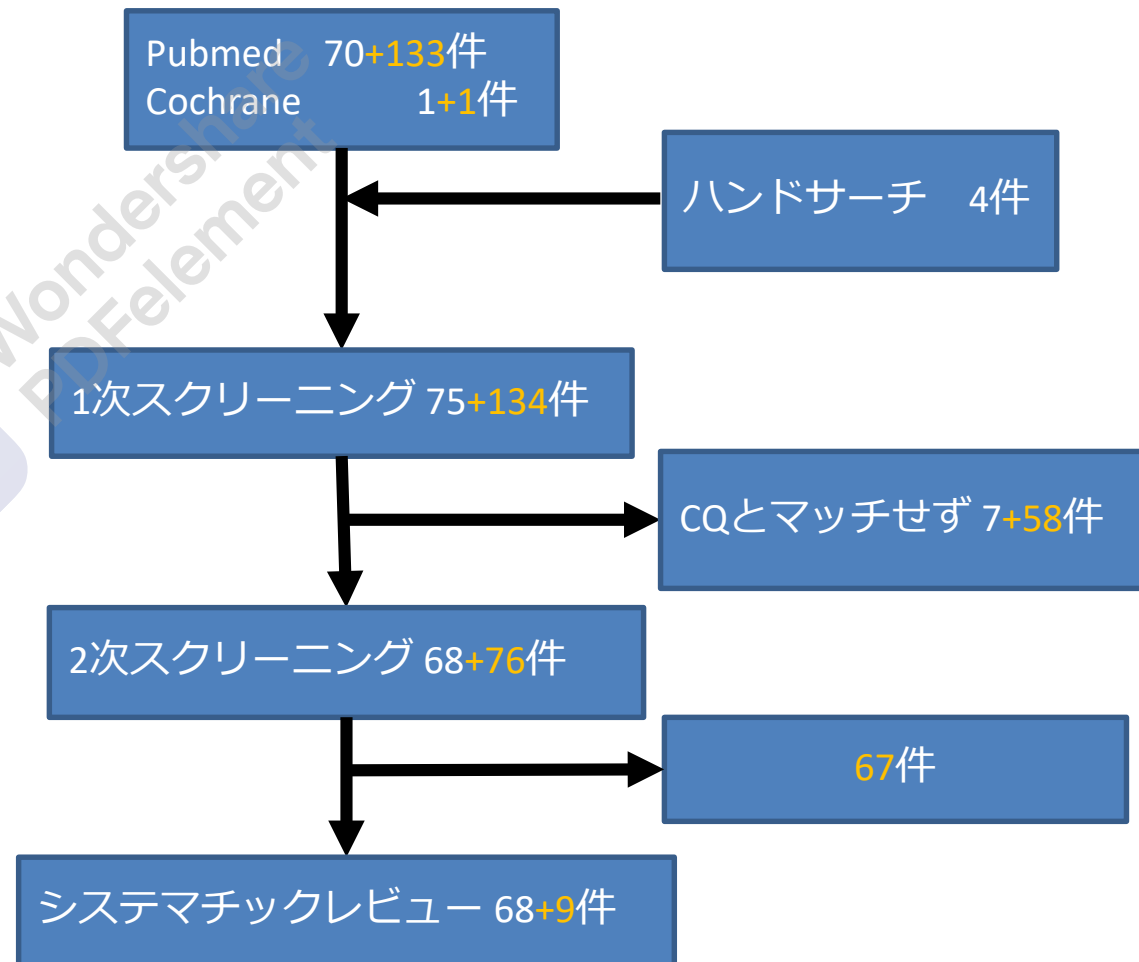 Pubmed 70+133件
Cochrane 1+1件
ハンドサーチ 4件
1次スクリーニング 75+134件
CQとマッチせず 7+58件
2次スクリーニング 68+76件
67件
システマチックレビュー 68+9件
Wondershare
PDFelement